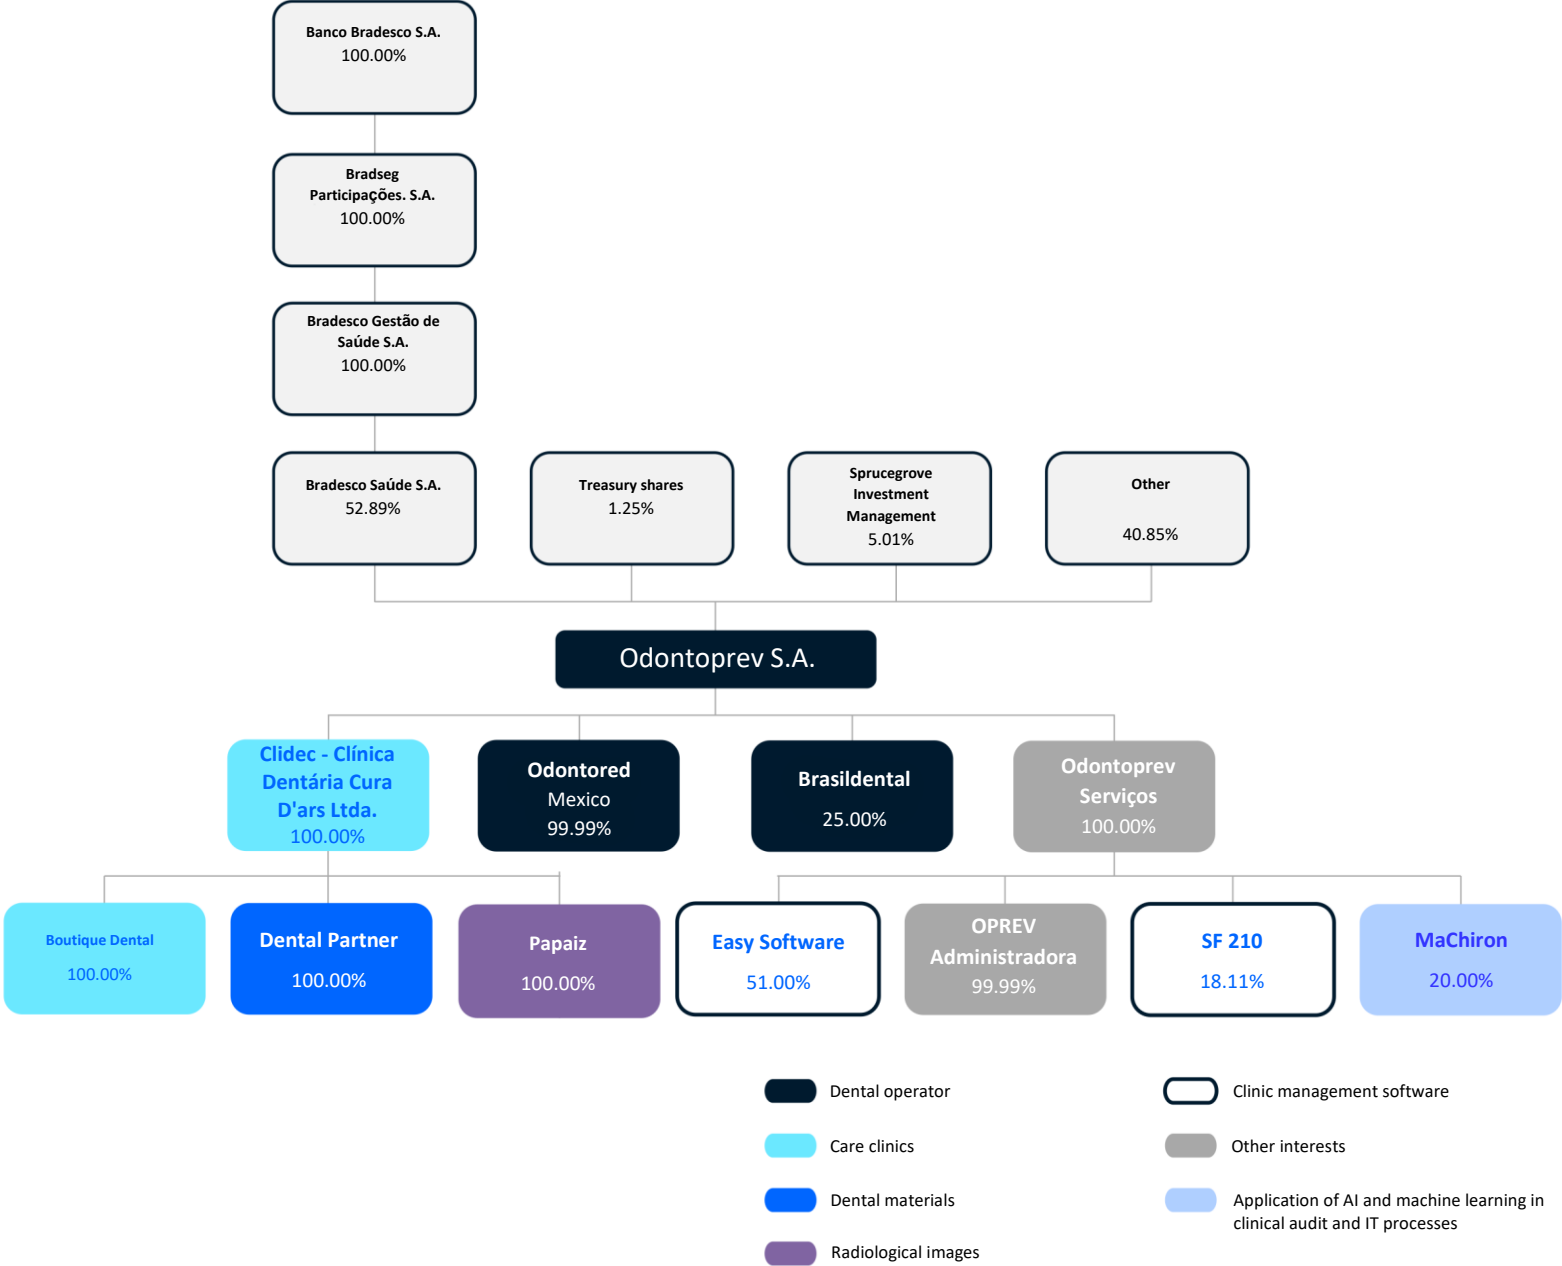 Banco Bradesco S.A.
100.00%
Bradseg
Participações. S.A.
100.00%
Bradesco Gestão de
Saúde S.A.
100.00%
Bradesco Saúde S.A.
52.89%
Treasury shares
1.25%
Sprucegrove
Investment
Management
5.01%
Other
40.85%
Odontoprev S.A.
Clidec - Clínica
Dentária Cura
D'ars Ltda.
100.00%
Odontored
Mexico
99.99%
Brasildental
25.00%
Odontoprev
Serviços
100.00%
Boutique Dental
100.00%
Dental Partner
100.00%
Papaiz
100.00%
Easy Software
51.00%
OPREV
Administradora
99.99%
SF 210
18.11%
MaChiron
20.00%
Dental operator
Care clinics
Dental materials
Radiological images
Clinic management software
Other interests
Application of AI and machine learning in
clinical audit and IT processes